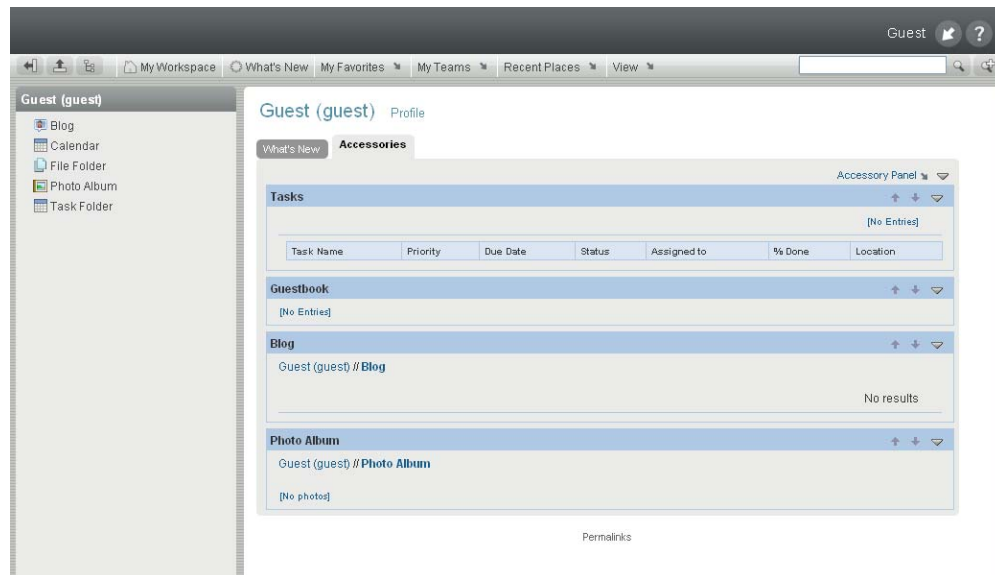 Guest ?
My Workspace What's New My Favorites My Teams Recent Places View
Guest (guest)
Blog
Calendar
File Folder
Photo Album
Task Folder
Guest (guest) Profile
What's New Accessories
Accessory Panel
Tasks
[No Entries]
Task Name Priority Due Date Status Assigned to % Done Location
Guestbook
[No Entries]
Blog
Guest (guest) // Blog
No results
Photo Album
Guest (guest) // Photo Album
[No photos]
Permalinks